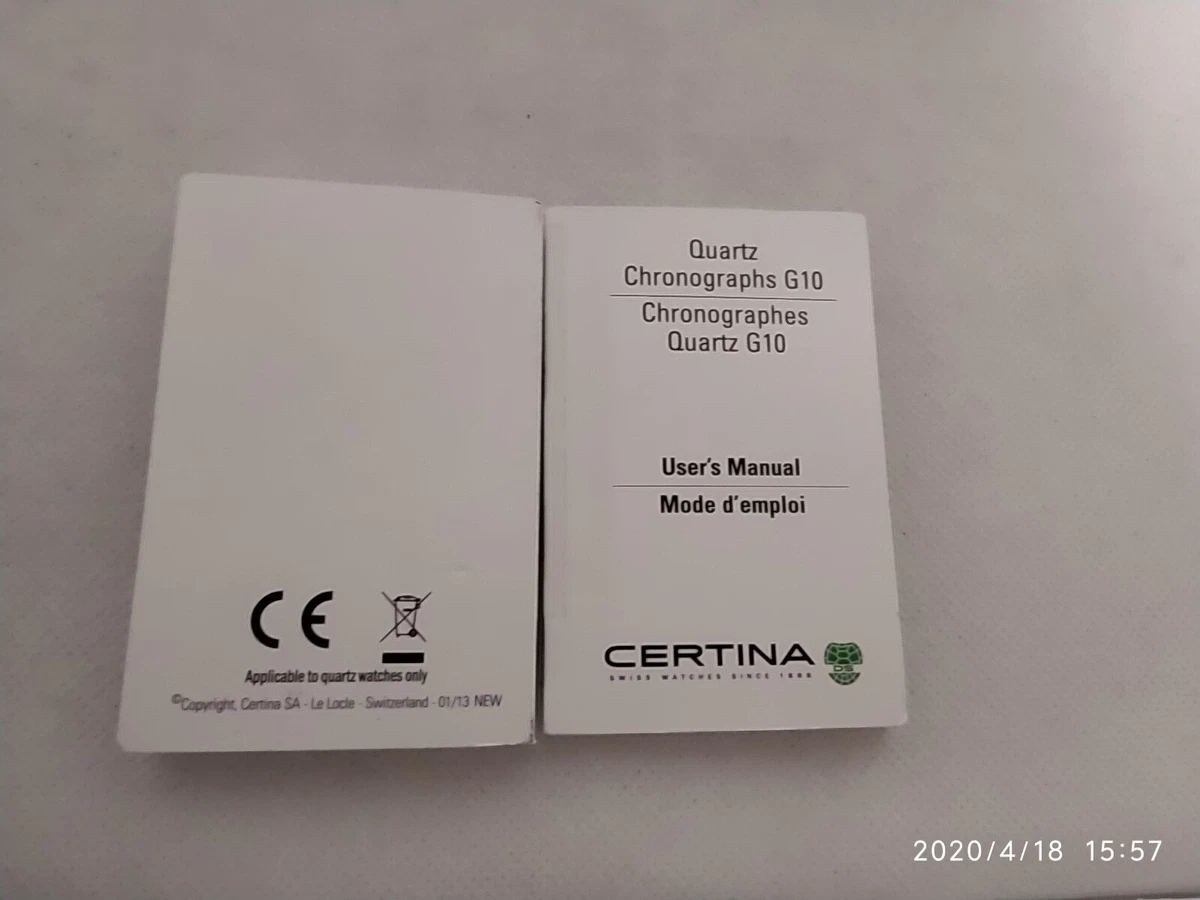 Quartz
Chronographs G10
Chronographes
Quartz G10
User's Manual
Mode d'emploi
CERTINA
SWISS WATCHES SINCE 1888
DS
CE
Applicable to quartz watches only
©Copyright, Certina SA - Le Locle - Switzerland - 01/13 NEW
2020/4/18 15:57